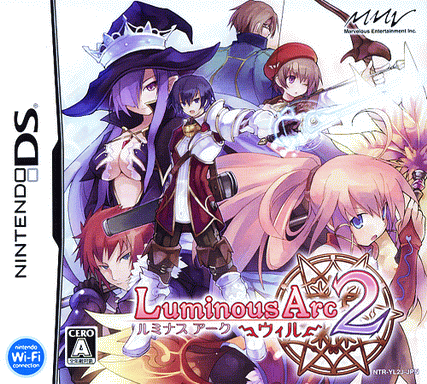 NINTENDO DS
Marvelous Entertainment Inc.
Luminous Arc 2
ルミナス アーク ウィル
CERO
A
nintendo
Wi-Fi
connection
NTR-YL2J-JPN